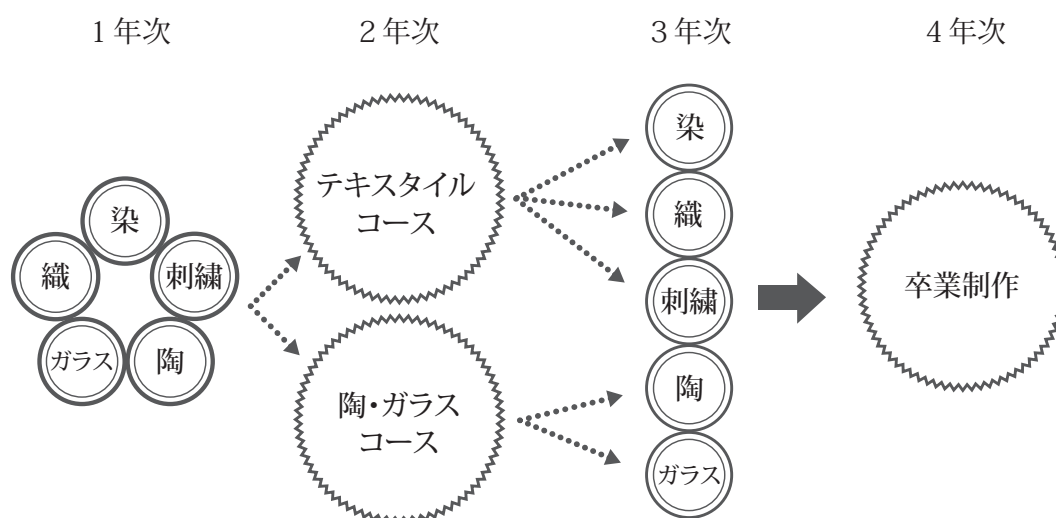 1年次
2年次
3年次
4年次
染
織
刺繍
ガラス
陶
テキスタイル
コース
陶・ガラス
コース
染
織
刺繍
陶
ガラス
卒業制作